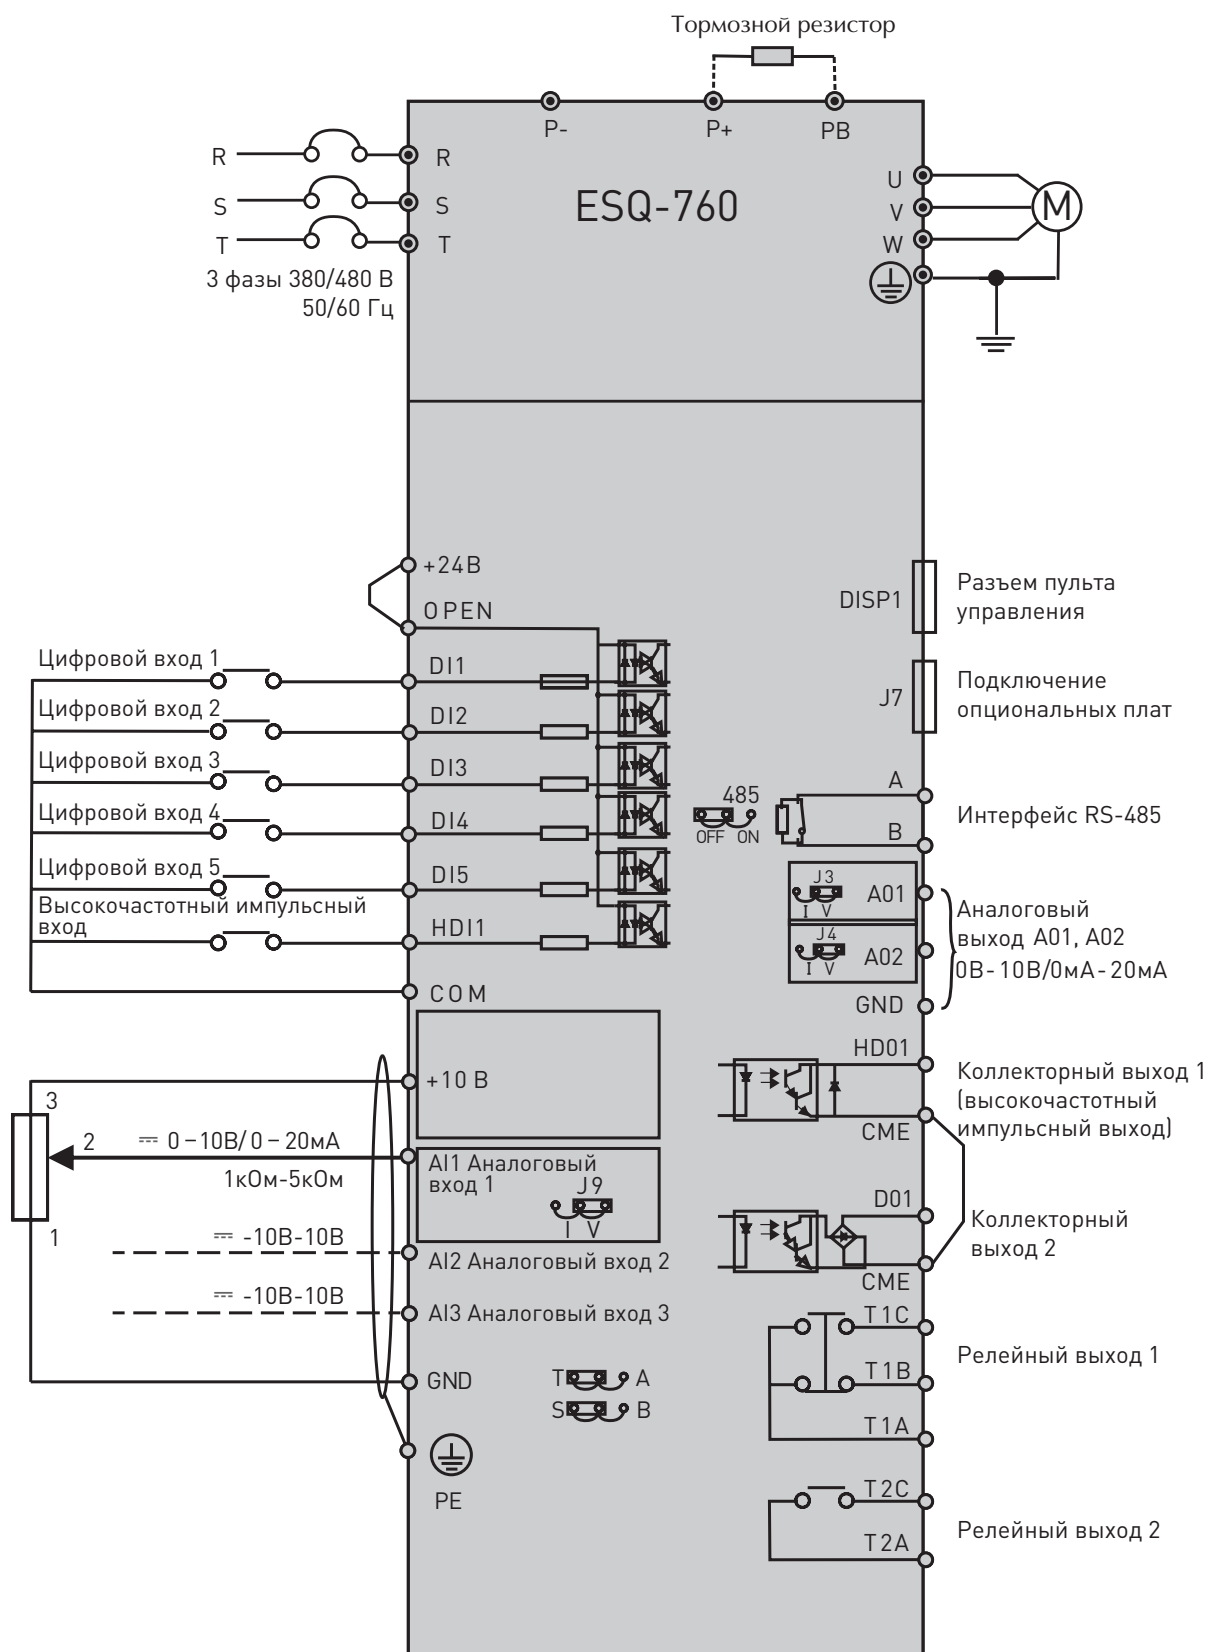 Тормозной резистор
P-
P+
PB
R
R
S
S
T
T
3 фазы 380/480 В
50/60 Гц
ESQ-760
U
V
W
M
+24В
OPEN
DISP1
Разъем пульта
управления
Цифровой вход 1
DI1
J7
Подключение
опциональных плат
Цифровой вход 2
DI2
Цифровой вход 3
DI3
Цифровой вход 4
DI4
485
OFF ON
A
B
Интерфейс RS-485
Цифровой вход 5
DI5
Высокочастотный импульсный
вход
HDI1
J3
I V
A01
J4
I V
A02
GND
Аналоговый
выход A01, A02
0В-10В/0мА-20мА
COM
+10 В
3
2
1
0–10В/0–20мА
1кОм-5кОм
AI1 Аналоговый
вход 1
J9
I V
-10В-10В
AI2 Аналоговый вход 2
-10В-10В
AI3 Аналоговый вход 3
GND
T A
S B
PE
HD01
CME
Коллекторный выход 1
(высокочастотный
импульсный выход)
D01
CME
Коллекторный
выход 2
T1C
T1B
T1A
Релейный выход 1
T2C
T2A
Релейный выход 2